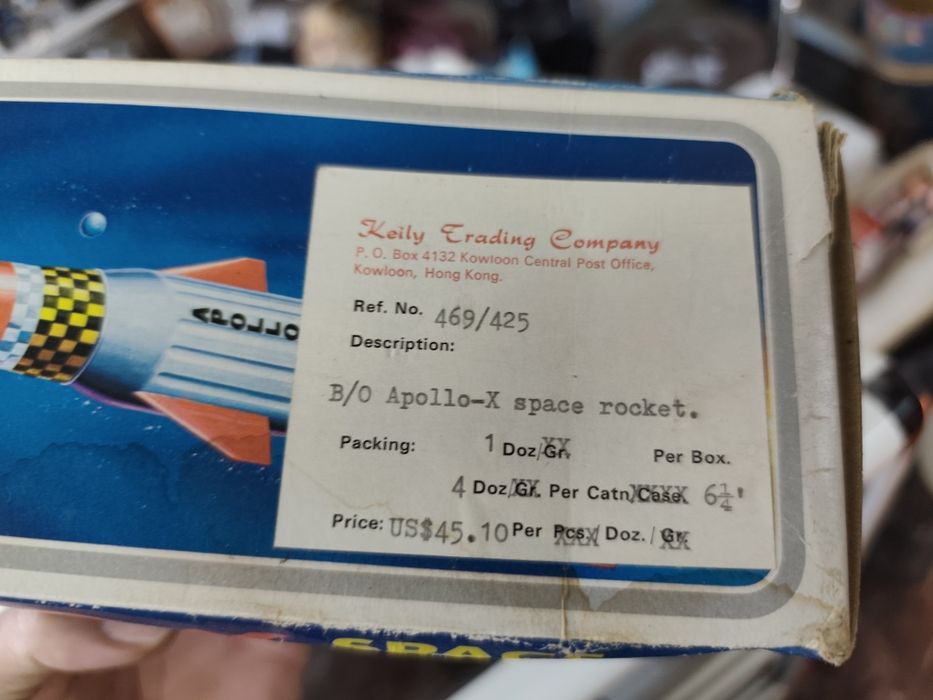 Keily Trading Company
P. O. Box 4132 Kowloon Central Post Office,
Kowloon, Hong Kong.
Ref. No. 469/425
Description:
B/O Apollo-X space rocket.
Packing: 1 Doz/Gr. Per Box.
4 Doz/Gr. Per Catn/Case. 6¼'
Price: US$45.10 Per Pcs./ Doz. / Gr.
APOLLO
SPACE